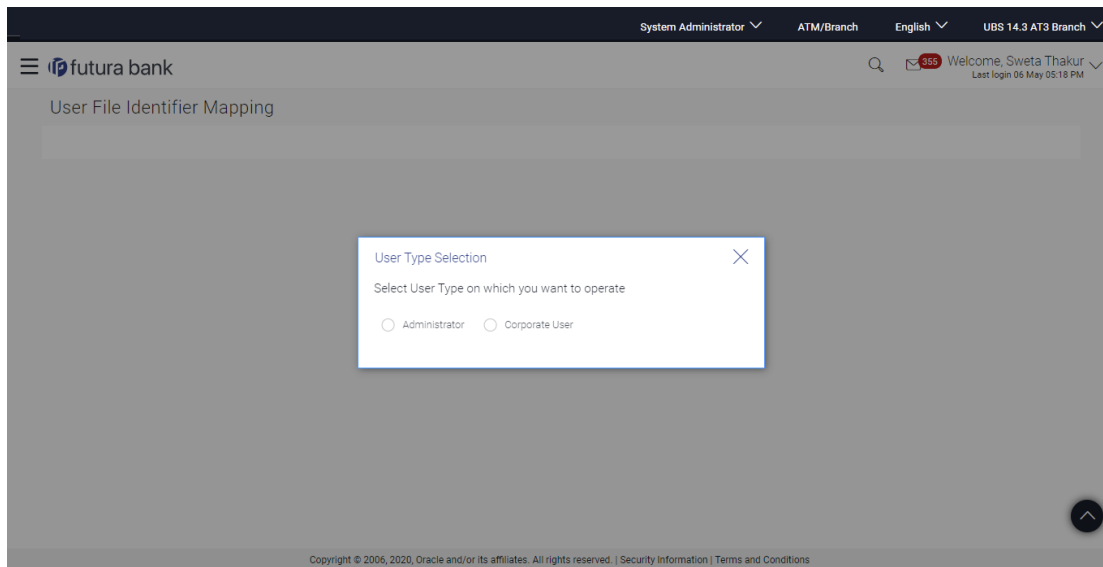 System Administrator ATM/Branch English UBS 14.3 AT3 Branch
futura bank 355 Welcome, Sweta Thakur
Last login 06 May 05:18 PM
User File Identifier Mapping
User Type Selection
Select User Type on which you want to operate
Administrator Corporate User
Copyright © 2006, 2020, Oracle and/or its affiliates. All rights reserved. | Security Information | Terms and Conditions